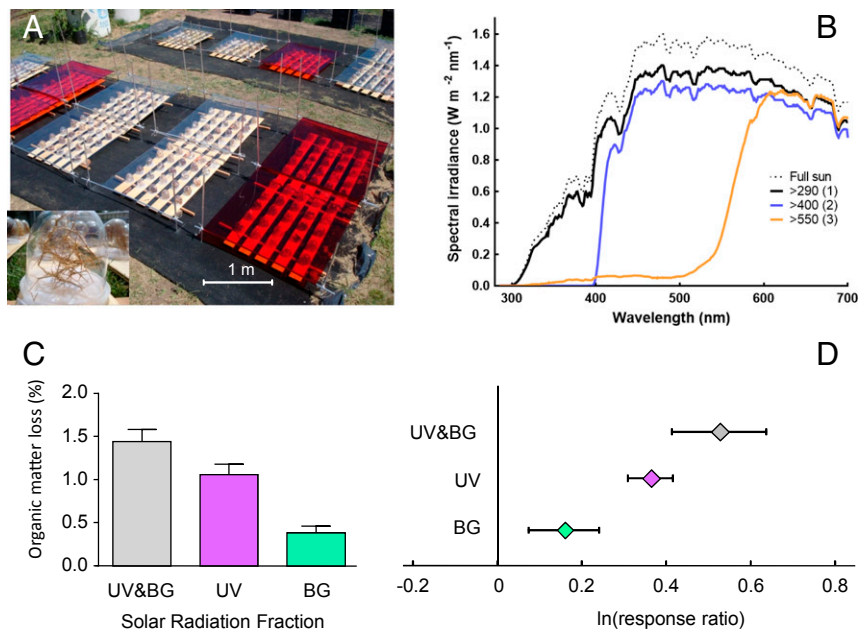 A
1 m
B
Spectral irradiance (W m⁻² nm⁻¹)
1.6
1.4
1.2
1.0
0.8
0.6
0.4
0.2
0.0
Full sun
>290 (1)
>400 (2)
>550 (3)
300 400 500 600 700
Wavelength (nm)
C
Organic matter loss (%)
2.0
1.5
1.0
0.5
0.0
UV&BG UV BG
Solar Radiation Fraction
D
UV&BG
UV
BG
-0.2 0 0.2 0.4 0.6 0.8
ln(response ratio)